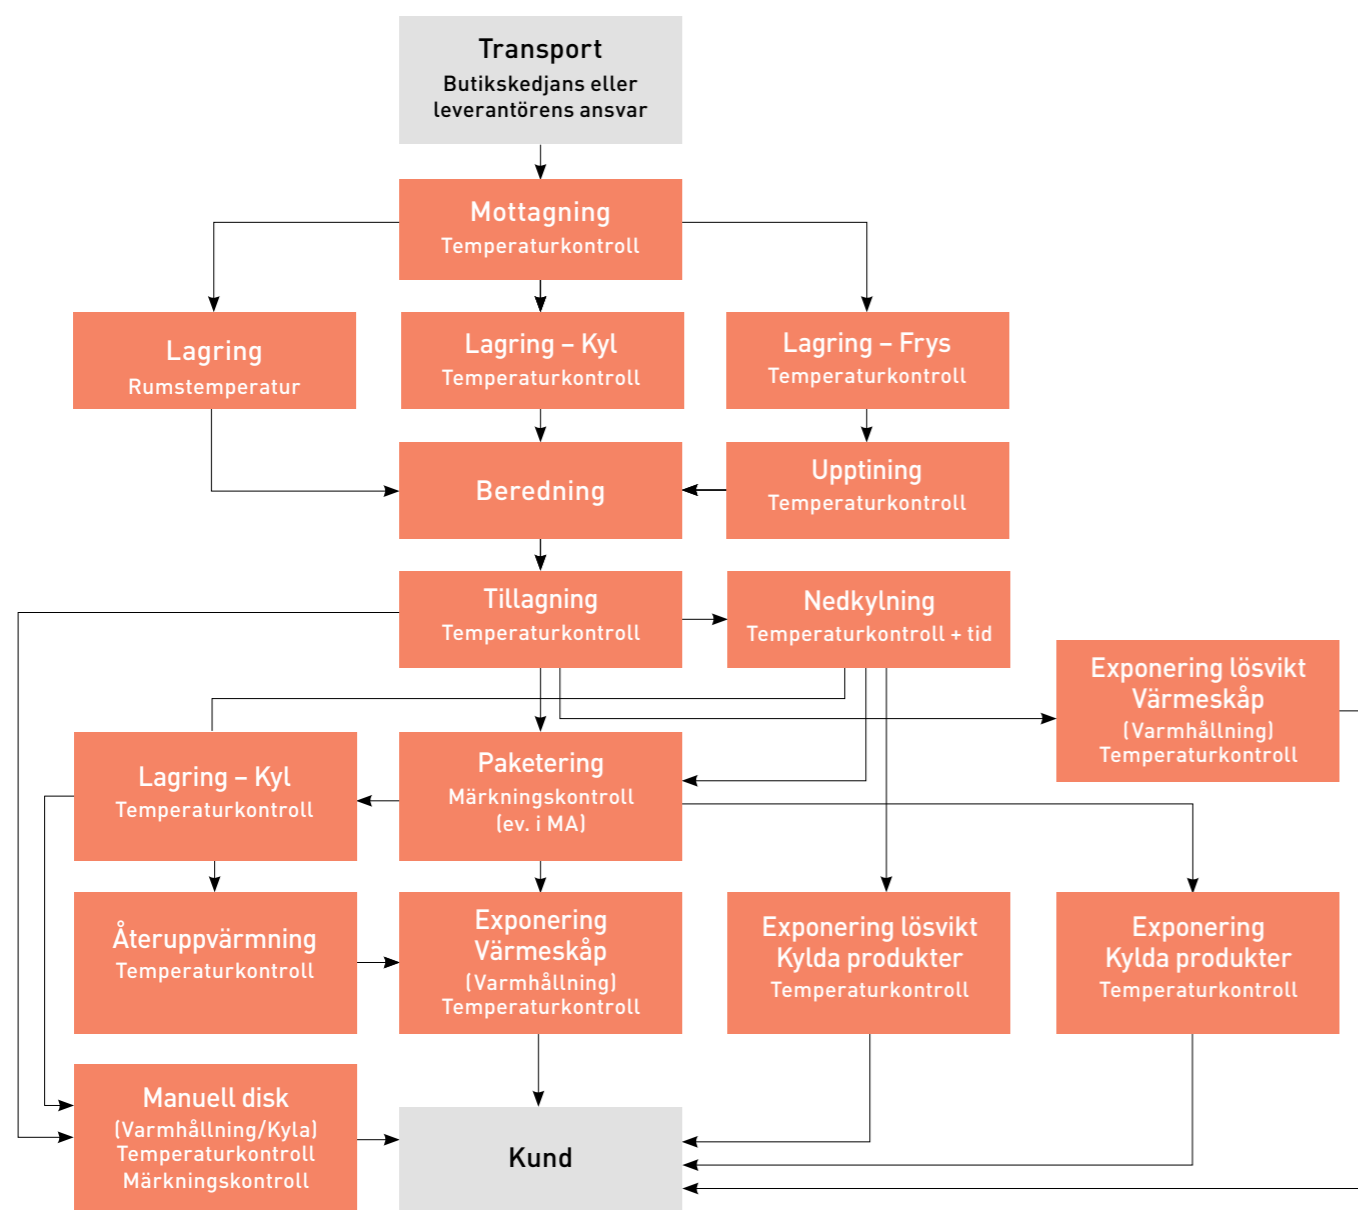 Transport
Butikskedjans eller
leverantörens ansvar
Mottagning
Temperaturkontroll
Lagring
Rumstemperatur
Lagring – Kyl
Temperaturkontroll
Lagring – Frys
Temperaturkontroll
Beredning
Upptining
Temperaturkontroll
Tillagning
Temperaturkontroll
Nedkylning
Temperaturkontroll + tid
Exponering lösvikt
Värmeskåp
(Varmhållning)
Temperaturkontroll
Lagring – Kyl
Temperaturkontroll
Paketering
Märkningskontroll
(ev. i MA)
Återuppvärmning
Temperaturkontroll
Exponering
Värmeskåp
(Varmhållning)
Temperaturkontroll
Exponering lösvikt
Kylda produkter
Temperaturkontroll
Exponering
Kylda produkter
Temperaturkontroll
Manuell disk
(Varmhållning/Kyla)
Temperaturkontroll
Märkningskontroll
Kund